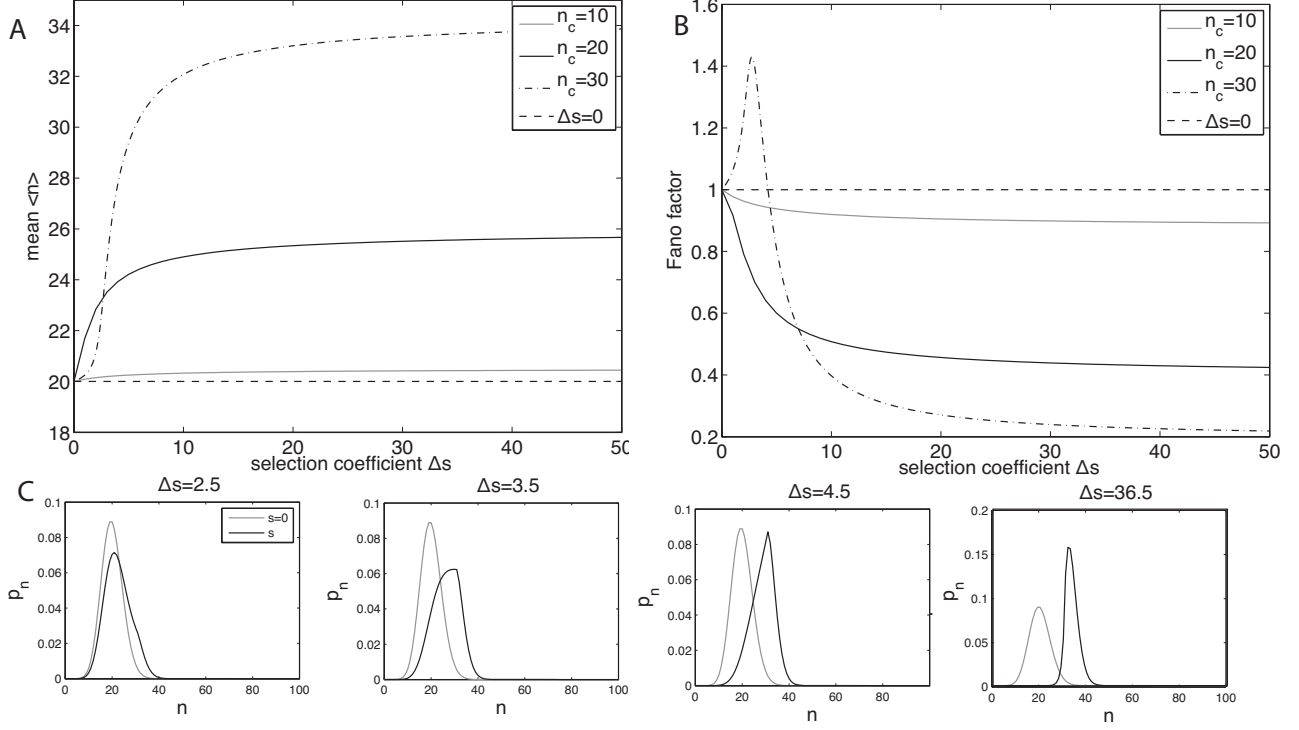 A
34
32
30
28
26
24
22
20
18
mean <n>
0 10 20 30 40 50
selection coefficient Δs
n_c=10
n_c=20
n_c=30
Δs=0
B
1.6
1.4
1.2
1
0.8
0.6
0.4
0.2
Fano factor
0 10 20 30 40 50
selection coefficient Δs
n_c=10
n_c=20
n_c=30
Δs=0
C
Δs=2.5
0.1
0.08
0.06
0.04
0.02
0
p_n
0 20 40 60 80 100
n
s=0
s
Δs=3.5
0.1
0.08
0.06
0.04
0.02
0
p_n
0 20 40 60 80 100
n
Δs=4.5
0.1
0.08
0.06
0.04
0.02
0
p_n
0 20 40 60 80
n
Δs=36.5
0.2
0.15
0.1
0.05
0
p_n
0 20 40 60 80 100
n